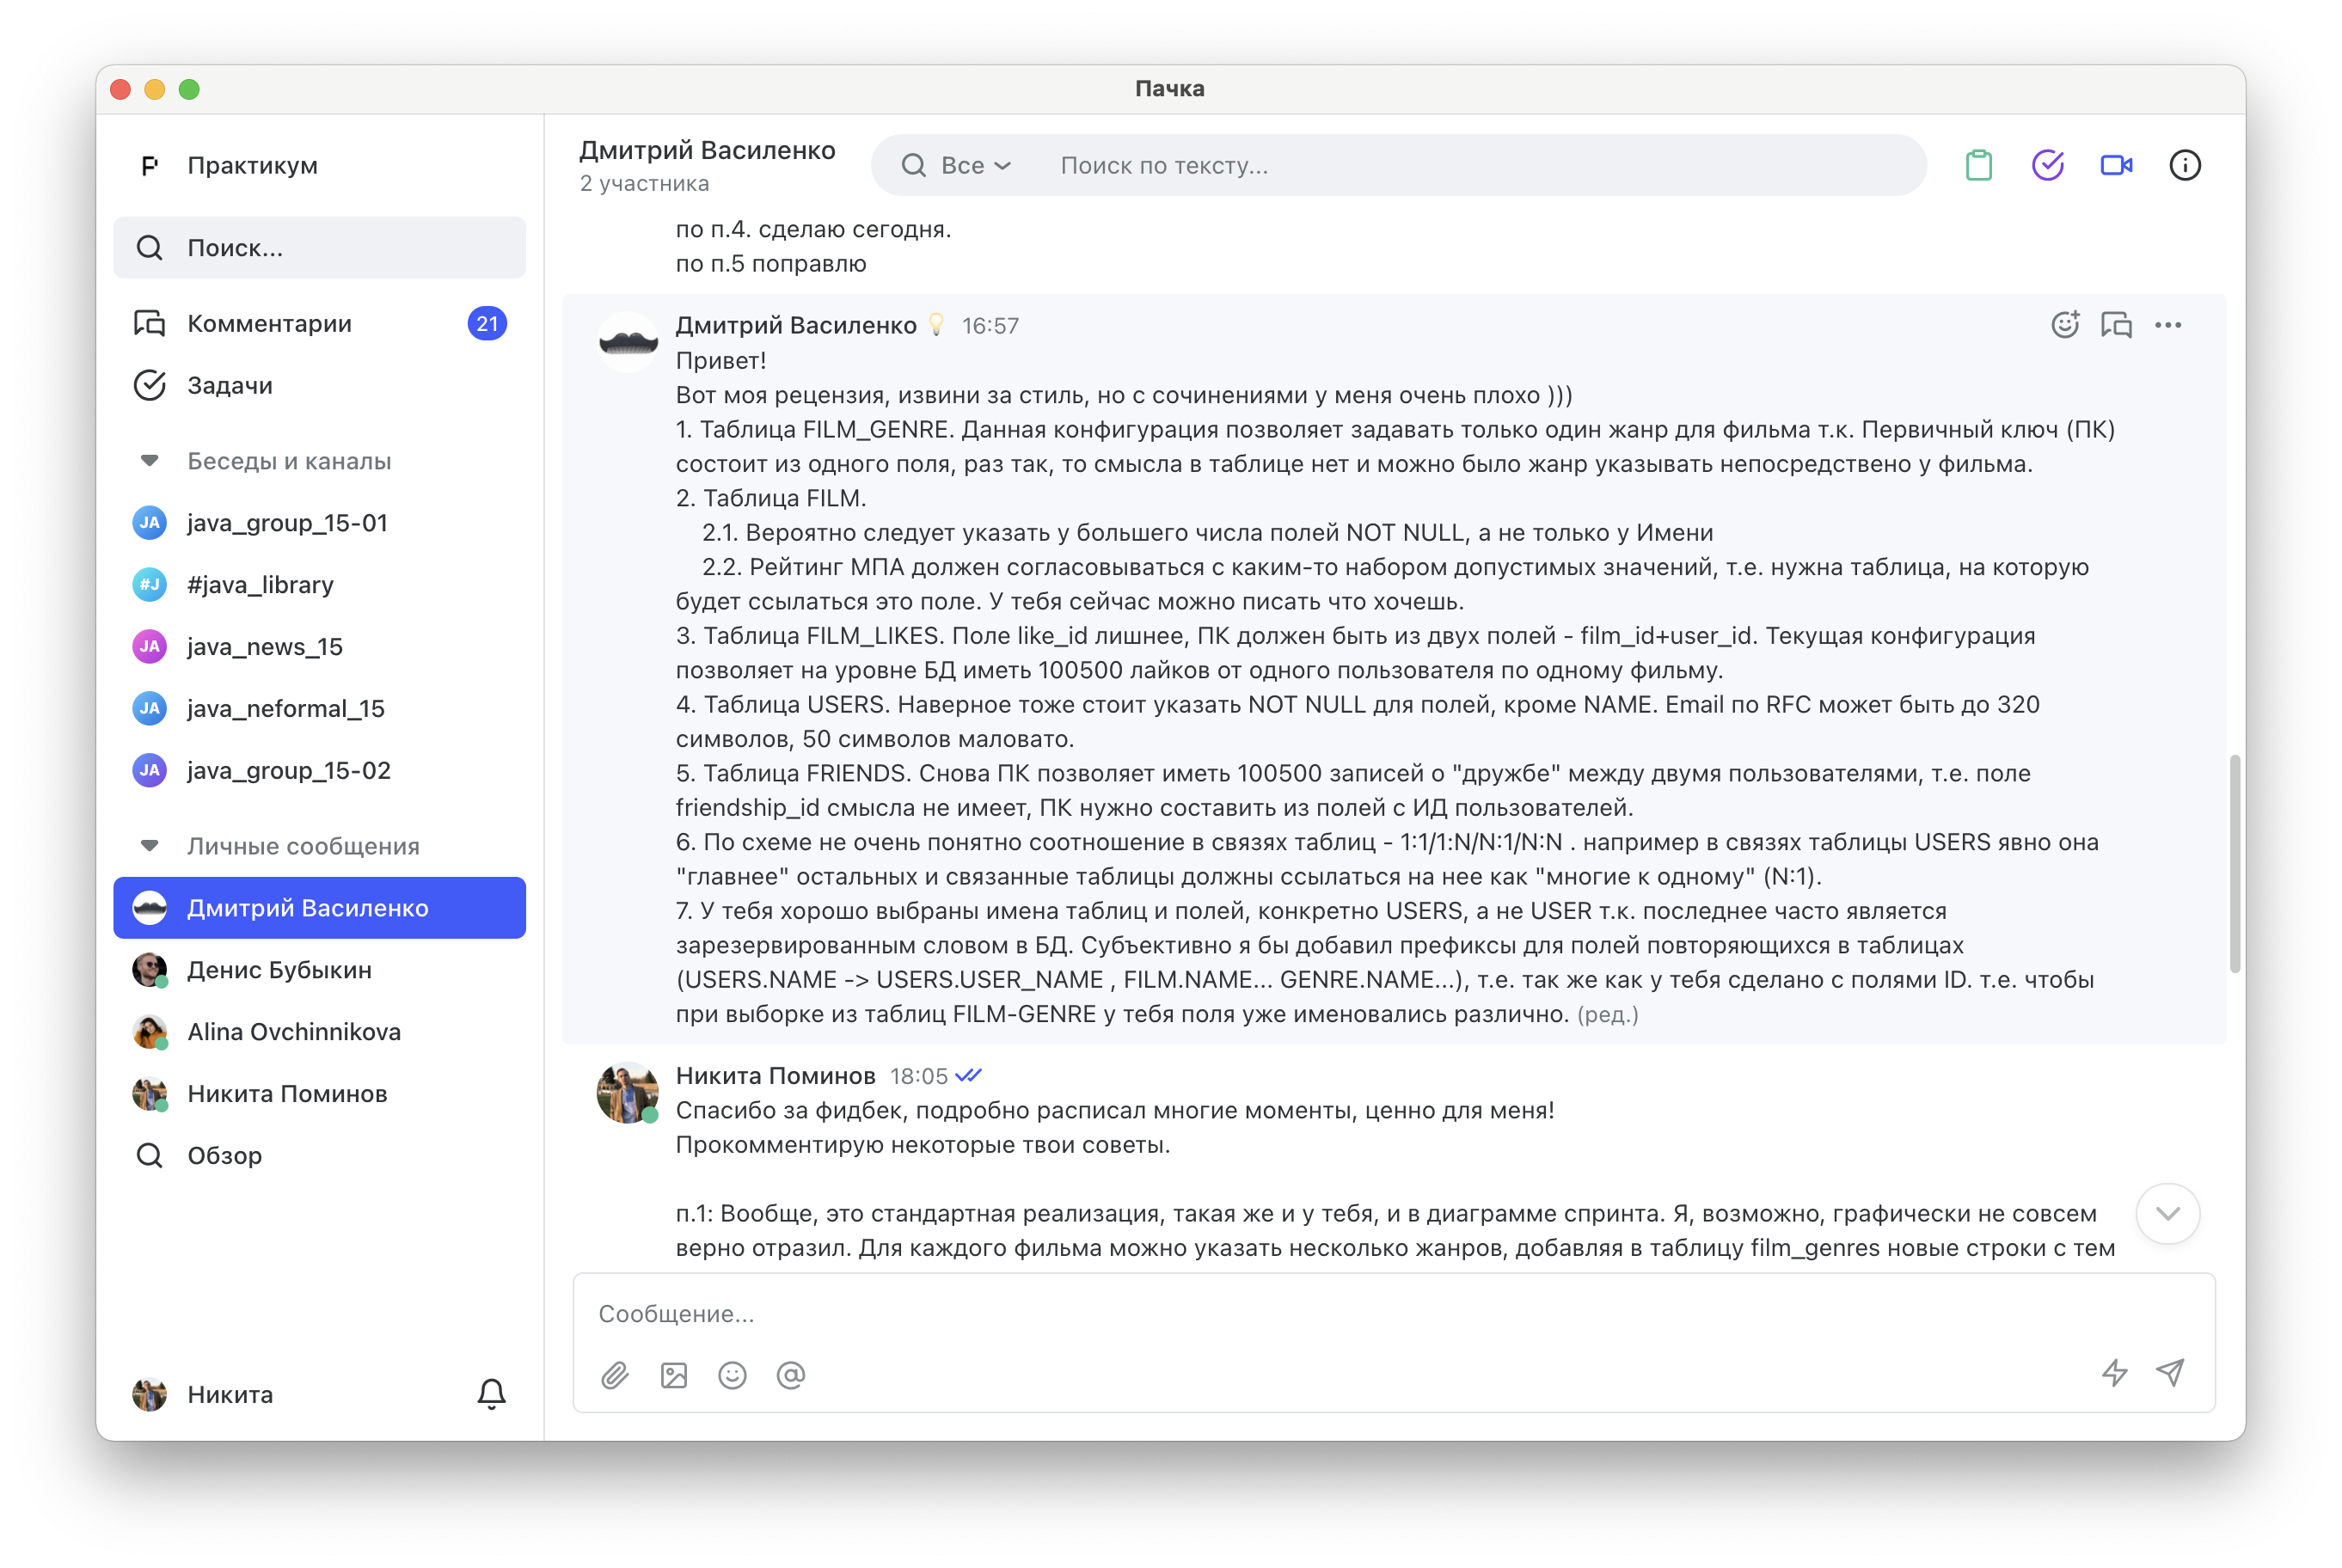 Пачка
Практикум
Поиск...
Комментарии 21
Задачи
Беседы и каналы
JA java_group_15-01
#J #java_library
JA java_news_15
JA java_neformal_15
JA java_group_15-02
Личные сообщения
Дмитрий Василенко
Денис Бубыкин
Alina Ovchinnikova
Никита Поминов
Обзор
Никита
Дмитрий Василенко
2 участника
Все
Поиск по тексту...
по п.4. сделаю сегодня.
по п.5 поправлю
Дмитрий Василенко 16:57
Привет!
Вот моя рецензия, извини за стиль, но с сочинениями у меня очень плохо )))
1. Таблица FILM_GENRE. Данная конфигурация позволяет задавать только один жанр для фильма т.к. Первичный ключ (ПК)
состоит из одного поля, раз так, то смысла в таблице нет и можно было жанр указывать непосредствено у фильма.
2. Таблица FILM.
2.1. Вероятно следует указать у большего числа полей NOT NULL, а не только у Имени
2.2. Рейтинг МПА должен согласовываться с каким-то набором допустимых значений, т.е. нужна таблица, на которую
будет ссылаться это поле. У тебя сейчас можно писать что хочешь.
3. Таблица FILM_LIKES. Поле like_id лишнее, ПК должен быть из двух полей - film_id+user_id. Текущая конфигурация
позволяет на уровне БД иметь 100500 лайков от одного пользователя по одному фильму.
4. Таблица USERS. Наверное тоже стоит указать NOT NULL для полей, кроме NAME. Email по RFC может быть до 320
символов, 50 символов маловато.
5. Таблица FRIENDS. Снова ПК позволяет иметь 100500 записей о "дружбе" между двумя пользователями, т.е. поле
friendship_id смысла не имеет, ПК нужно составить из полей с ИД пользователей.
6. По схеме не очень понятно соотношение в связях таблиц - 1:1/1:N/N:1/N:N . например в связях таблицы USERS явно она
"главнее" остальных и связанные таблицы должны ссылаться на нее как "многие к одному" (N:1).
7. У тебя хорошо выбраны имена таблиц и полей, конкретно USERS, а не USER т.к. последнее часто является
зарезервированным словом в БД. Субъективно я бы добавил префиксы для полей повторяющихся в таблицах
(USERS.NAME -> USERS.USER_NAME , FILM.NAME... GENRE.NAME...), т.е. так же как у тебя сделано с полями ID. т.е. чтобы
при выборке из таблиц FILM-GENRE у тебя поля уже именовались различно. (ред.)
Никита Поминов 18:05
Спасибо за фидбек, подробно расписал многие моменты, ценно для меня!
Прокомментирую некоторые твои советы.
п.1: Вообще, это стандартная реализация, такая же и у тебя, и в диаграмме спринта. Я, возможно, графически не совсем
верно отразил. Для каждого фильма можно указать несколько жанров, добавляя в таблицу film_genres новые строки с тем
Сообщение...